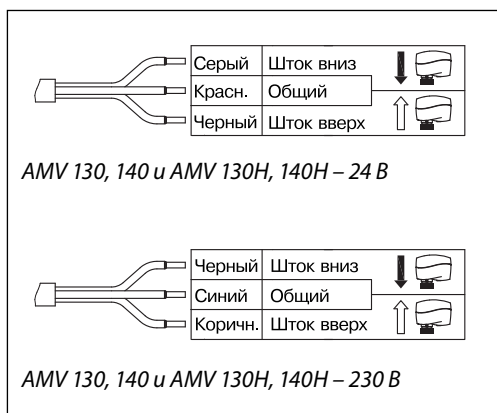 Серый Шток вниз
Красн. Общий
Черный Шток вверх
AMV 130, 140 и AMV 130H, 140H – 24 В
Черный Шток вниз
Синий Общий
Коричн. Шток вверх
AMV 130, 140 и AMV 130H, 140H – 230 В